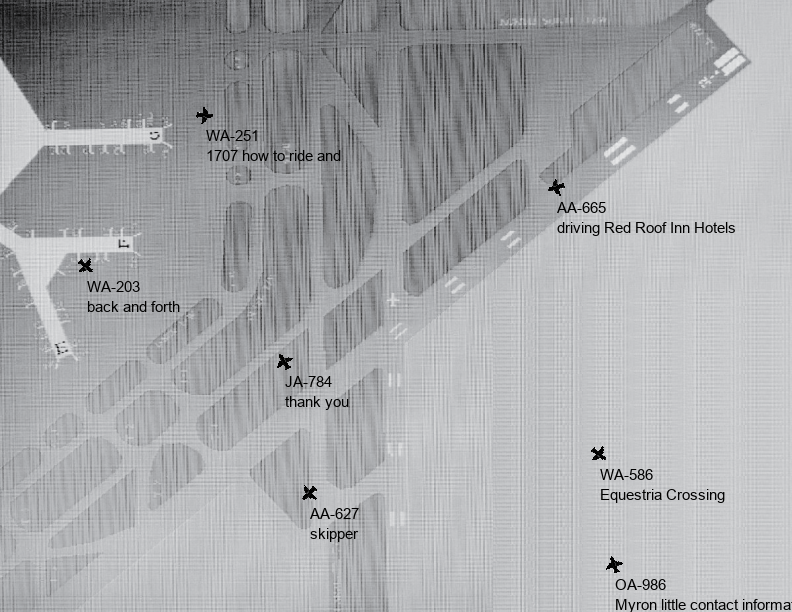 WA-251
1707 how to ride and
AA-665
driving Red Roof Inn Hotels
WA-203
back and forth
JA-784
thank you
WA-586
Equestria Crossing
AA-627
skipper
OA-986
Myron little contact informa